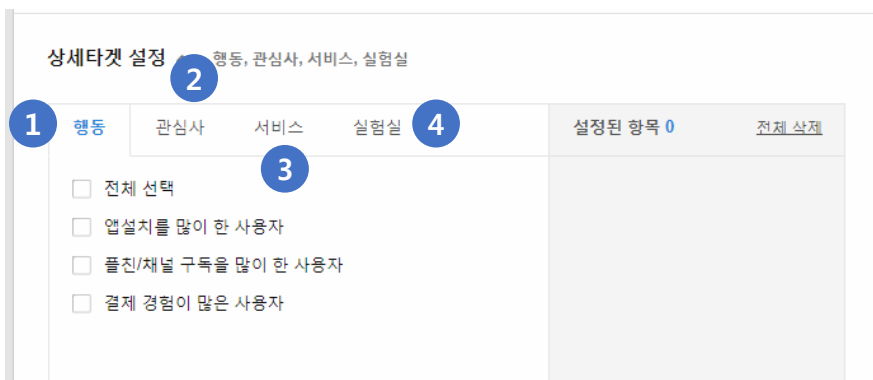 상세타겟 설정 행동, 관심사, 서비스, 실험실
2
1 행동 관심사 서비스 실험실 4 설정된 항목 0 전체 삭제
3
전체 선택
앱설치를 많이 한 사용자
플친/채널 구독을 많이 한 사용자
결제 경험이 많은 사용자